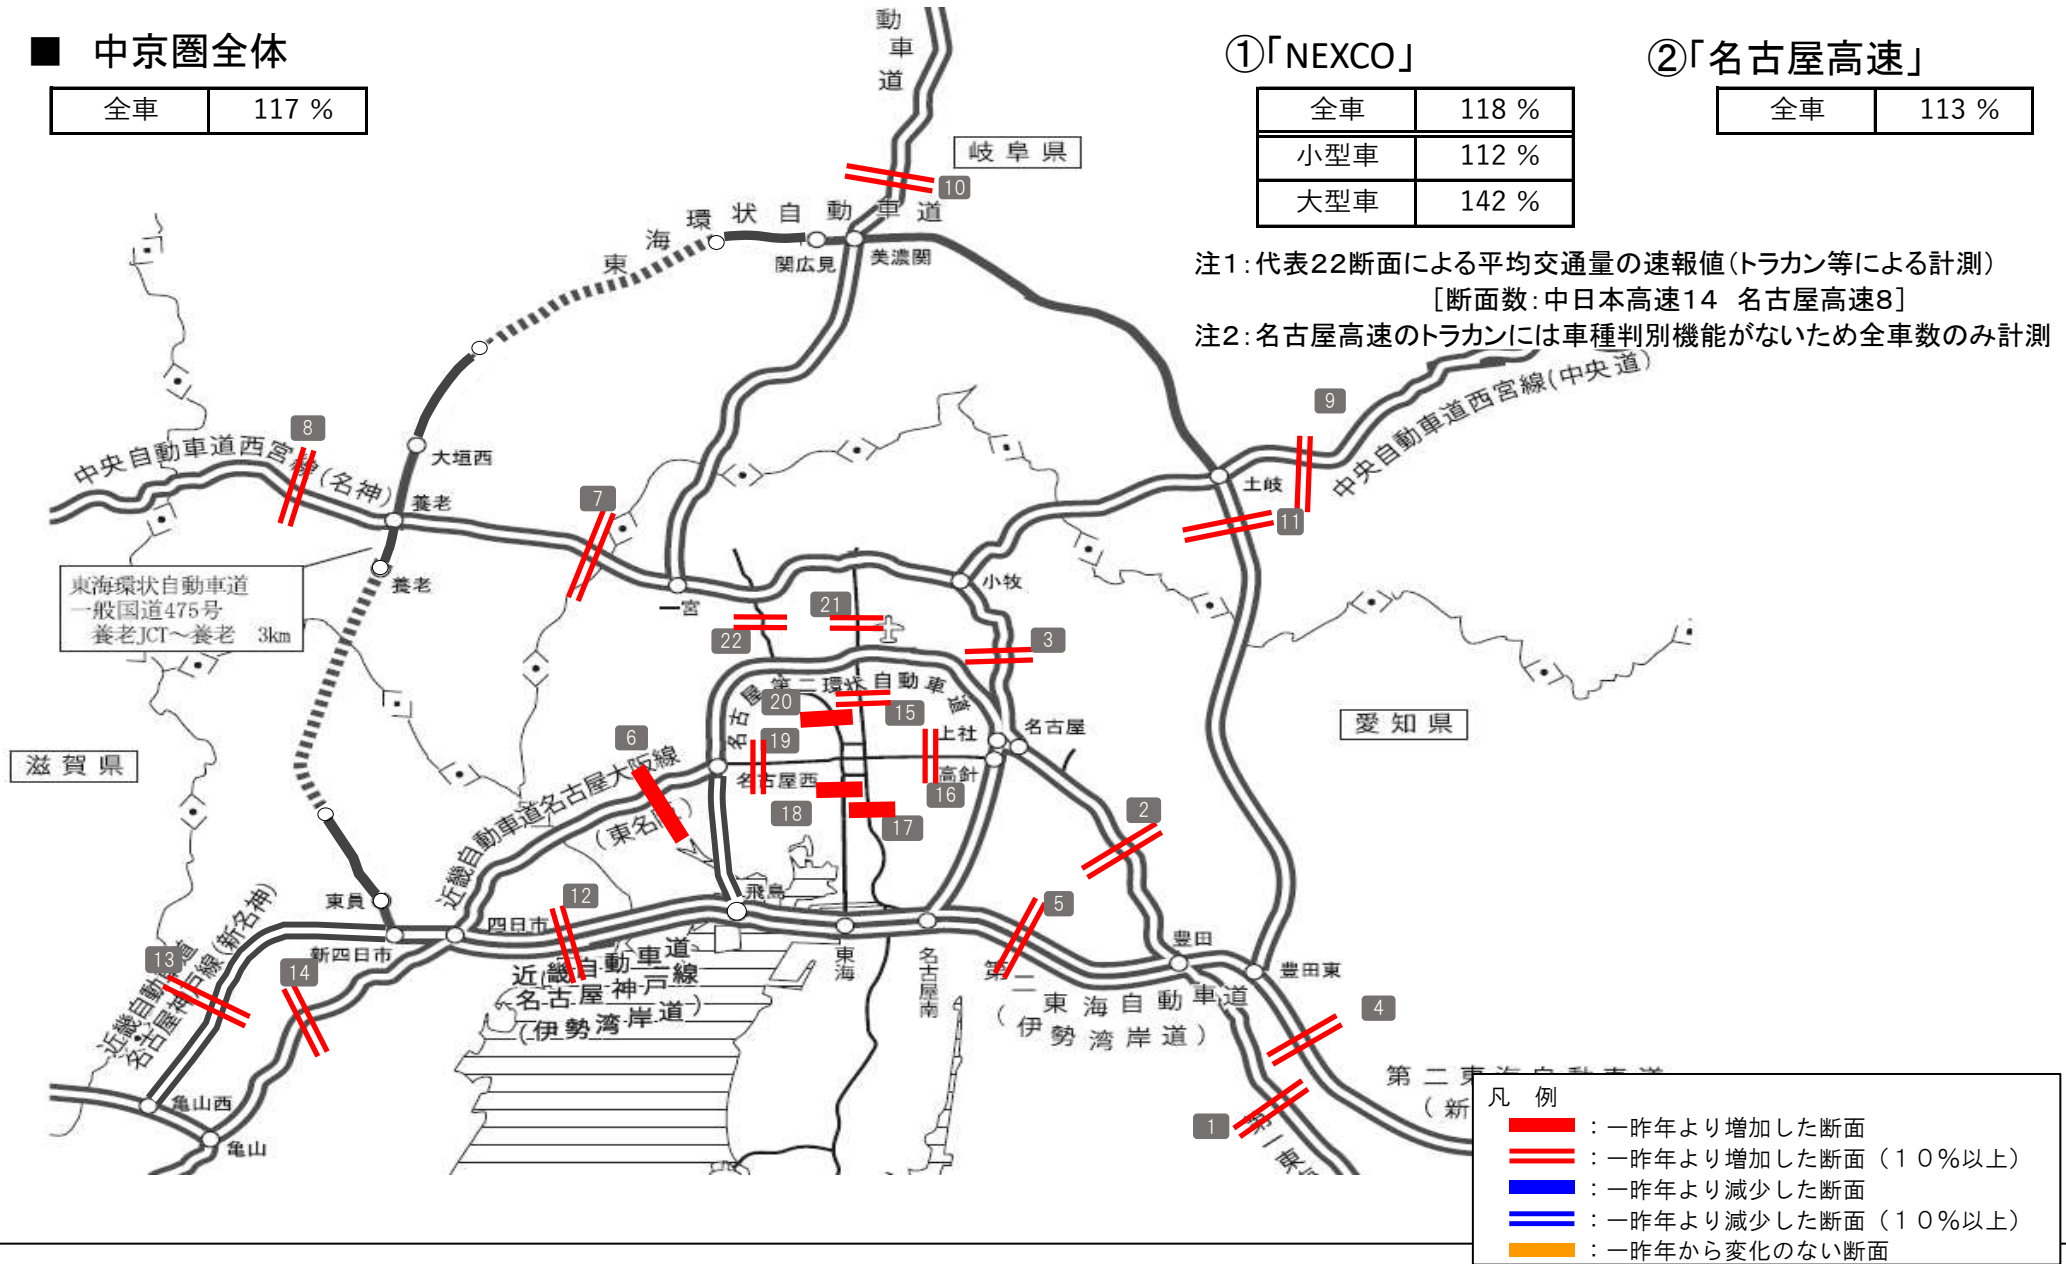 ■ 中京圏全体
全車 117 %
①「NEXCO」
全車 118 %
小型車 112 %
大型車 142 %
②「名古屋高速」
全車 113 %
注1：代表22断面による平均交通量の速報値（トラカン等による計測）
［断面数：中日本高速14　名古屋高速8］
注2：名古屋高速のトラカンには車種判別機能がないため全車数のみ計測
動車道
岐阜県
10
東海環状自動車道
関広見
美濃関
9
中央自動車道西宮線(中央道)
土岐
11
8
中央自動車道西宮線(名神)
大垣西
養老
7
養老
東海環状自動車道
一般国道475号
養老JCT～養老　3km
一宮
小牧
22
21
3
名古屋第二環状自動車道
20
15
19
上社
名古屋
名古屋西
高針
16
18
17
6
近畿自動車道名古屋大阪線
(東名阪)
滋賀県
愛知県
2
飛島
12
5
東員
四日市
新四日市
13
14
近畿自動車道
名古屋神戸線(新名神)
近畿自動車道
名古屋神戸線
(伊勢湾岸道)
東海
名古屋南
豊田
豊田東
第二東海自動車道
(伊勢湾岸道)
4
1
亀山西
亀山
第二東海自動車道
(新
第一東
凡　例
：一昨年より増加した断面
：一昨年より増加した断面（１０％以上）
：一昨年より減少した断面
：一昨年より減少した断面（１０％以上）
：一昨年から変化のない断面